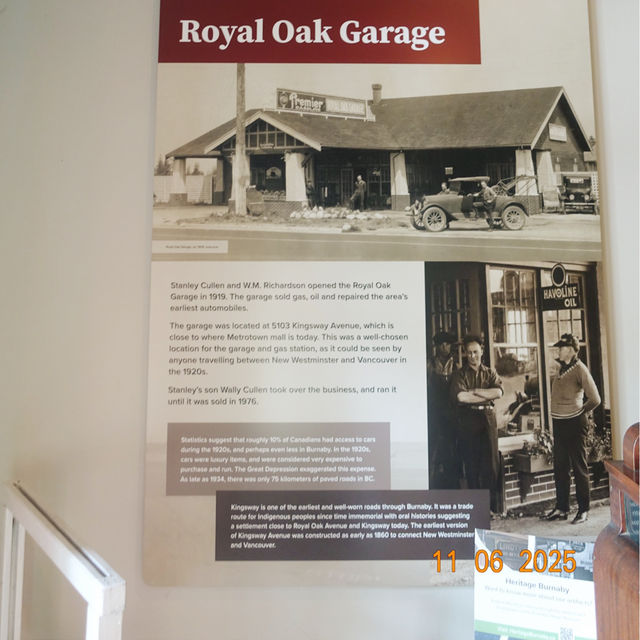 Royal Oak Garage
Premier
Stanley Cullen and W.M. Richardson opened the Royal Oak
Garage in 1919. The garage sold gas, oil and repaired the area's
earliest automobiles.
The garage was located at 5103 Kingsway Avenue, which is
close to where Metrotown mall is today. This was a well-chosen
location for the garage and gas station, as it could be seen by
anyone travelling between New Westminster and Vancouver in
the 1920s.
Stanley's son Wally Cullen took over the business, and ran it
until it was sold in 1976.
HAVOLINE
OIL
Statistics suggest that roughly 10% of Canadians had access to cars
during the 1920s, and perhaps even less in Burnaby. In the 1920s,
cars were luxury items, and were considered very expensive to
purchase and run. The Great Depression exaggerated this expense.
As late as 1934, there was only 75 kilometers of paved roads in BC.
Kingsway is one of the earliest and well-worn roads through Burnaby. It was a trade
route for Indigenous peoples since time immemorial with oral histories suggesting
a settlement close to Royal Oak Avenue and Kingsway today. The earliest version
of Kingsway Avenue was constructed as early as 1860 to connect New Westminster
and Vancouver.
11 06 2025
Heritage Burnaby